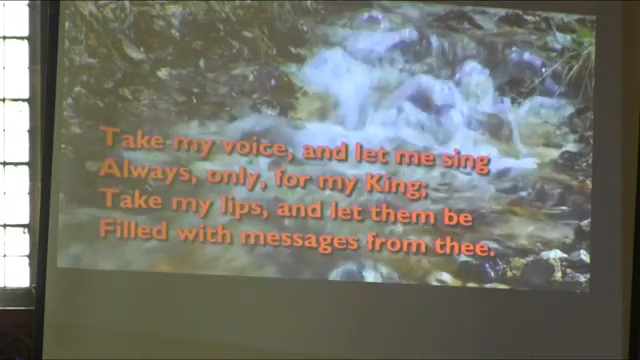 Take my voice, and let me sing
Always, only, for my King;
Take my lips, and let them be
Filled with messages from thee.